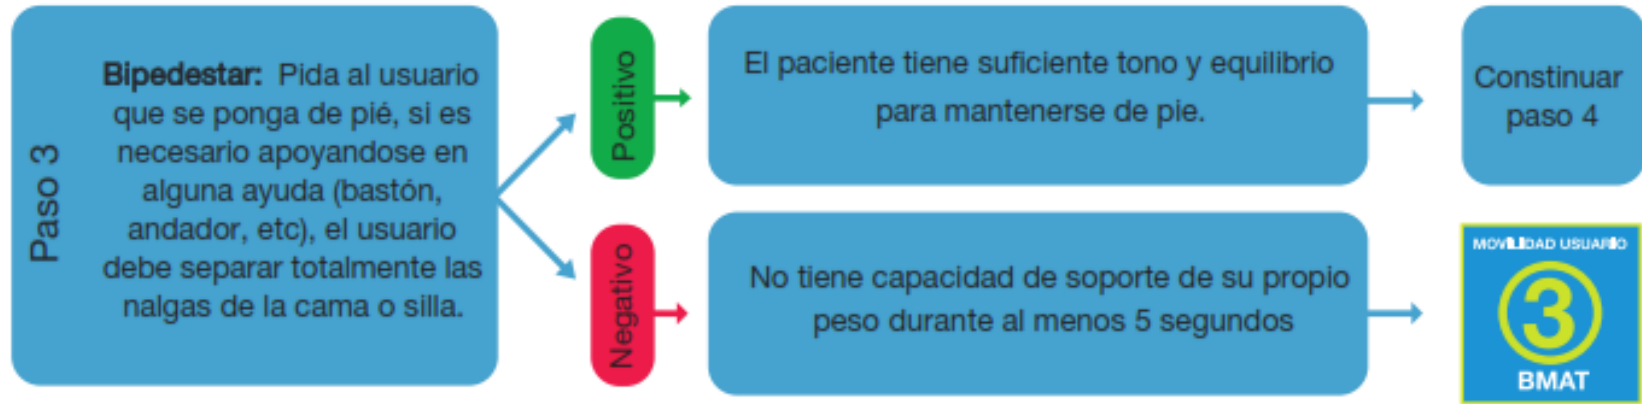 Paso 3
Bipedestar: Pida al usuario
que se ponga de pié, si es
necesario apoyandose en
alguna ayuda (bastón,
andador, etc), el usuario
debe separar totalmente las
nalgas de la cama o silla.
Positivo
El paciente tiene suficiente tono y equilibrio
para mantenerse de pie.
Constinuar
paso 4
Negativo
No tiene capacidad de soporte de su propio
peso durante al menos 5 segundos
MOVILIDAD USUARIO
3
BMAT